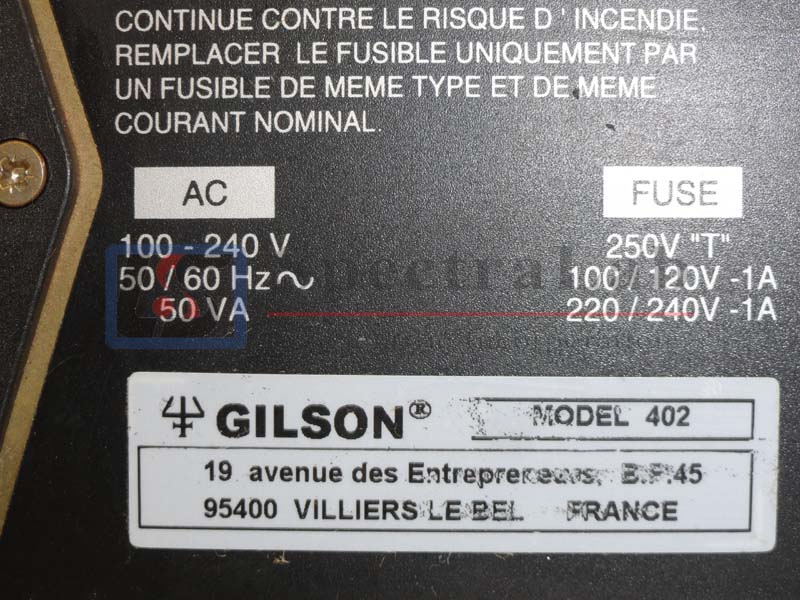 CONTINUE CONTRE LE RISQUE D ' INCENDIE.
REMPLACER LE FUSIBLE UNIQUEMENT PAR
UN FUSIBLE DE MEME TYPE ET DE MEME
COURANT NOMINAL.
AC
100 - 240 V
50 / 60 Hz ~
50 VA
FUSE
250V "T"
100 / 120V -1A
220 / 240V -1A
GILSON®
MODEL 402
19 avenue des Entrepreneurs, B.P.45
95400 VILLIERS LE BEL FRANCE